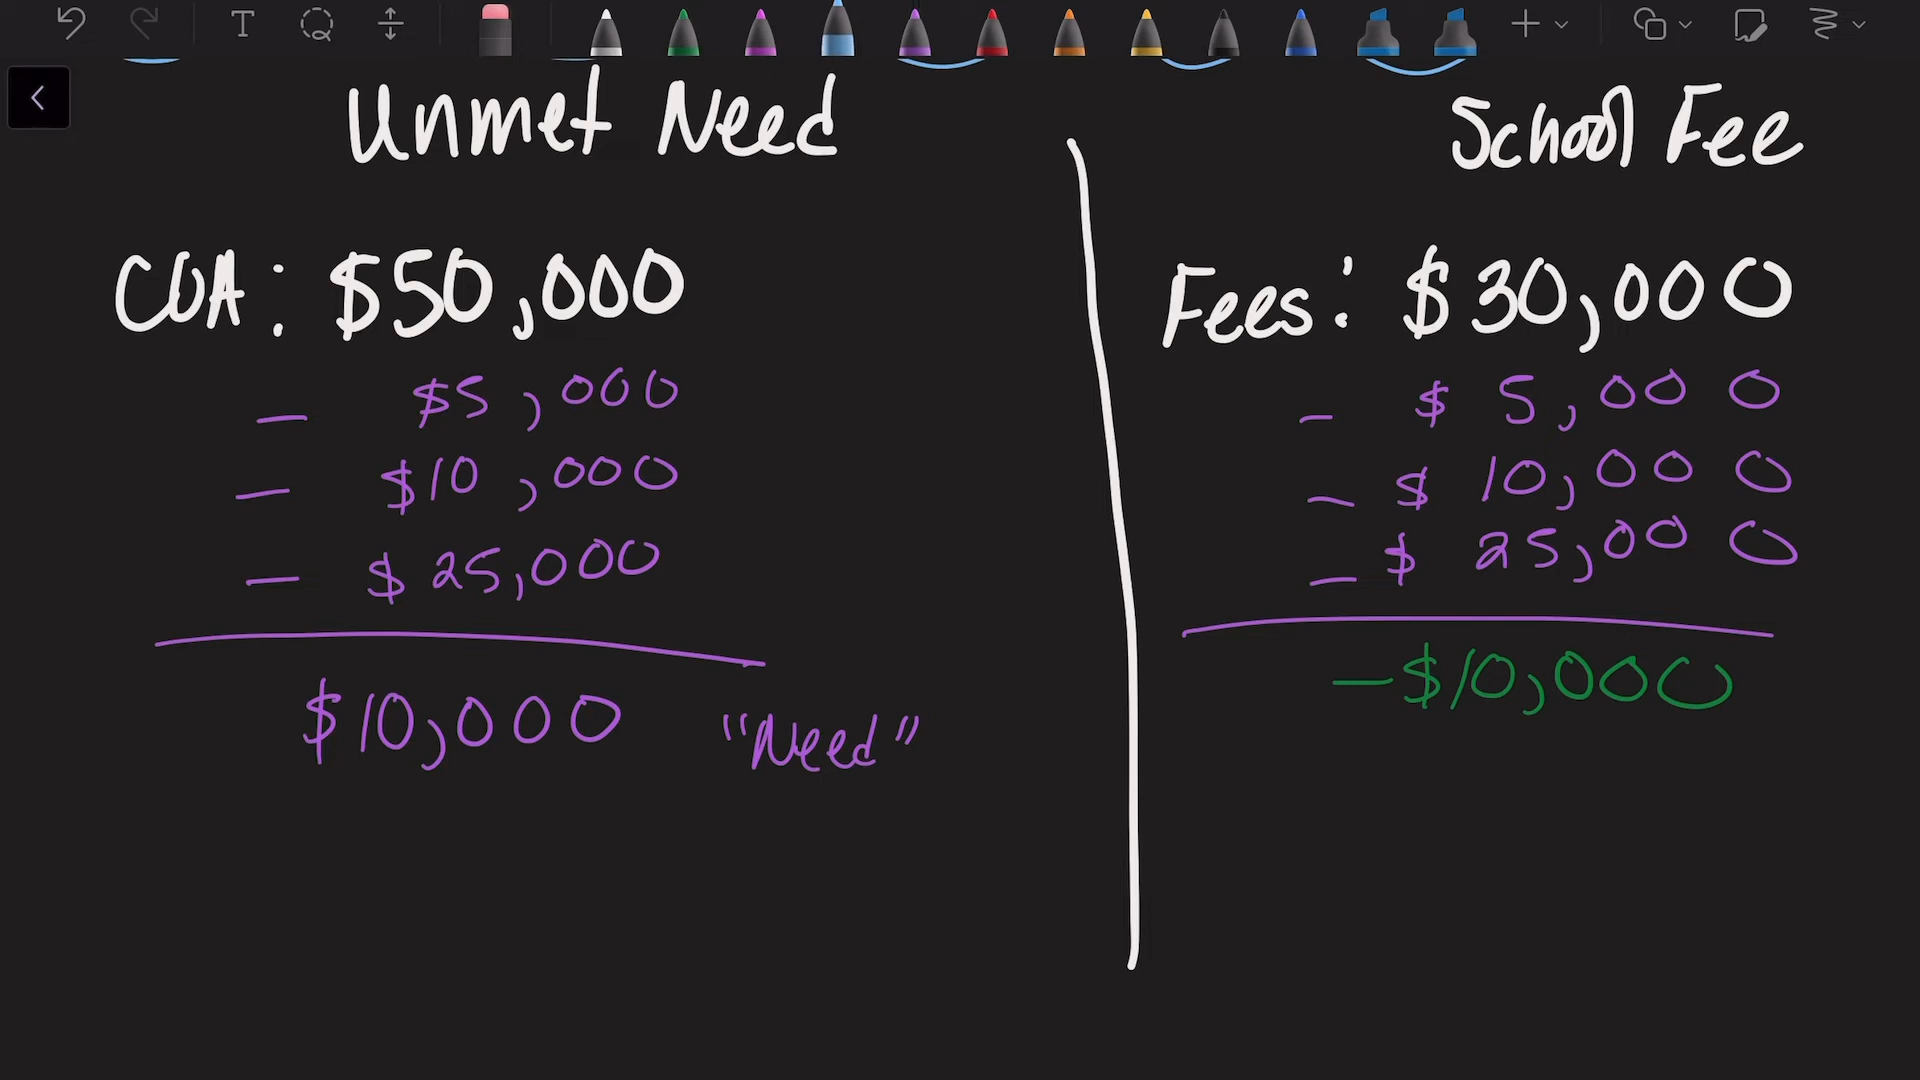 Unmet Need
COA: $50,000
- $5,000
- $10,000
- $25,000
$10,000 "Need"
School Fee
Fees: $30,000
- $5,000
- $10,000
- $25,000
-$10,000